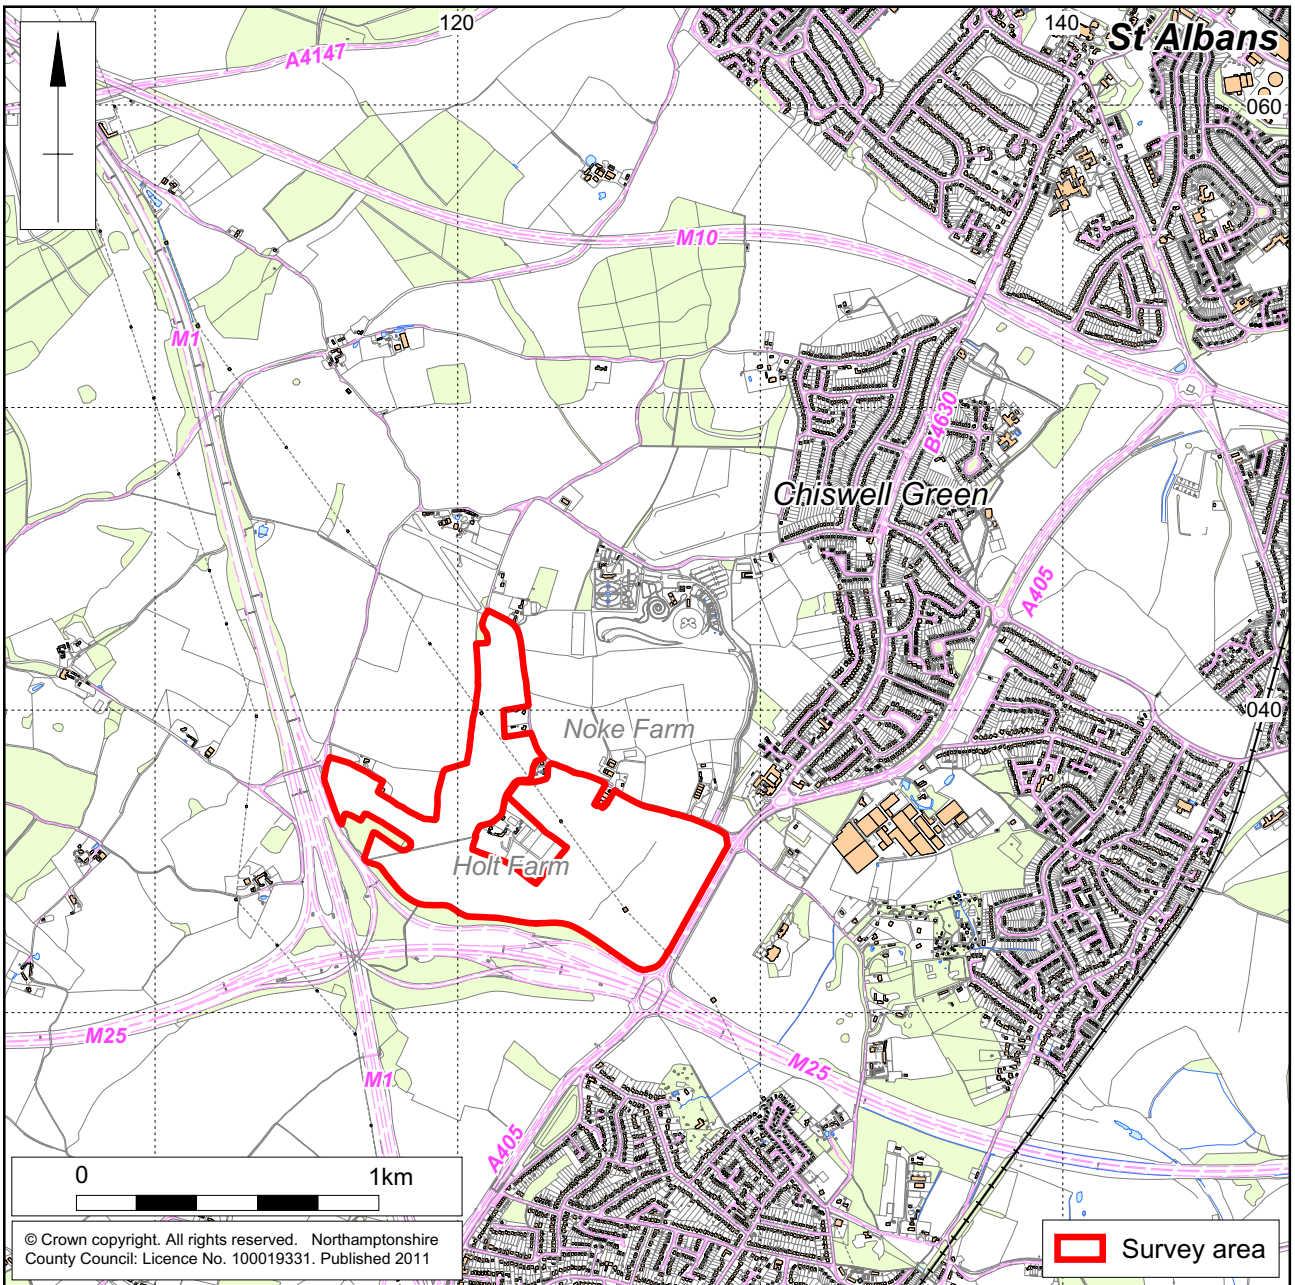 120
140
St Albans
A4147
060
M10
M1
B4630
Chiswell Green
A405
040
Noke Farm
Holt Farm
M25
M25
M1
A405
0
1km
© Crown copyright. All rights reserved. Northamptonshire
County Council: Licence No. 100019331. Published 2011
Survey area